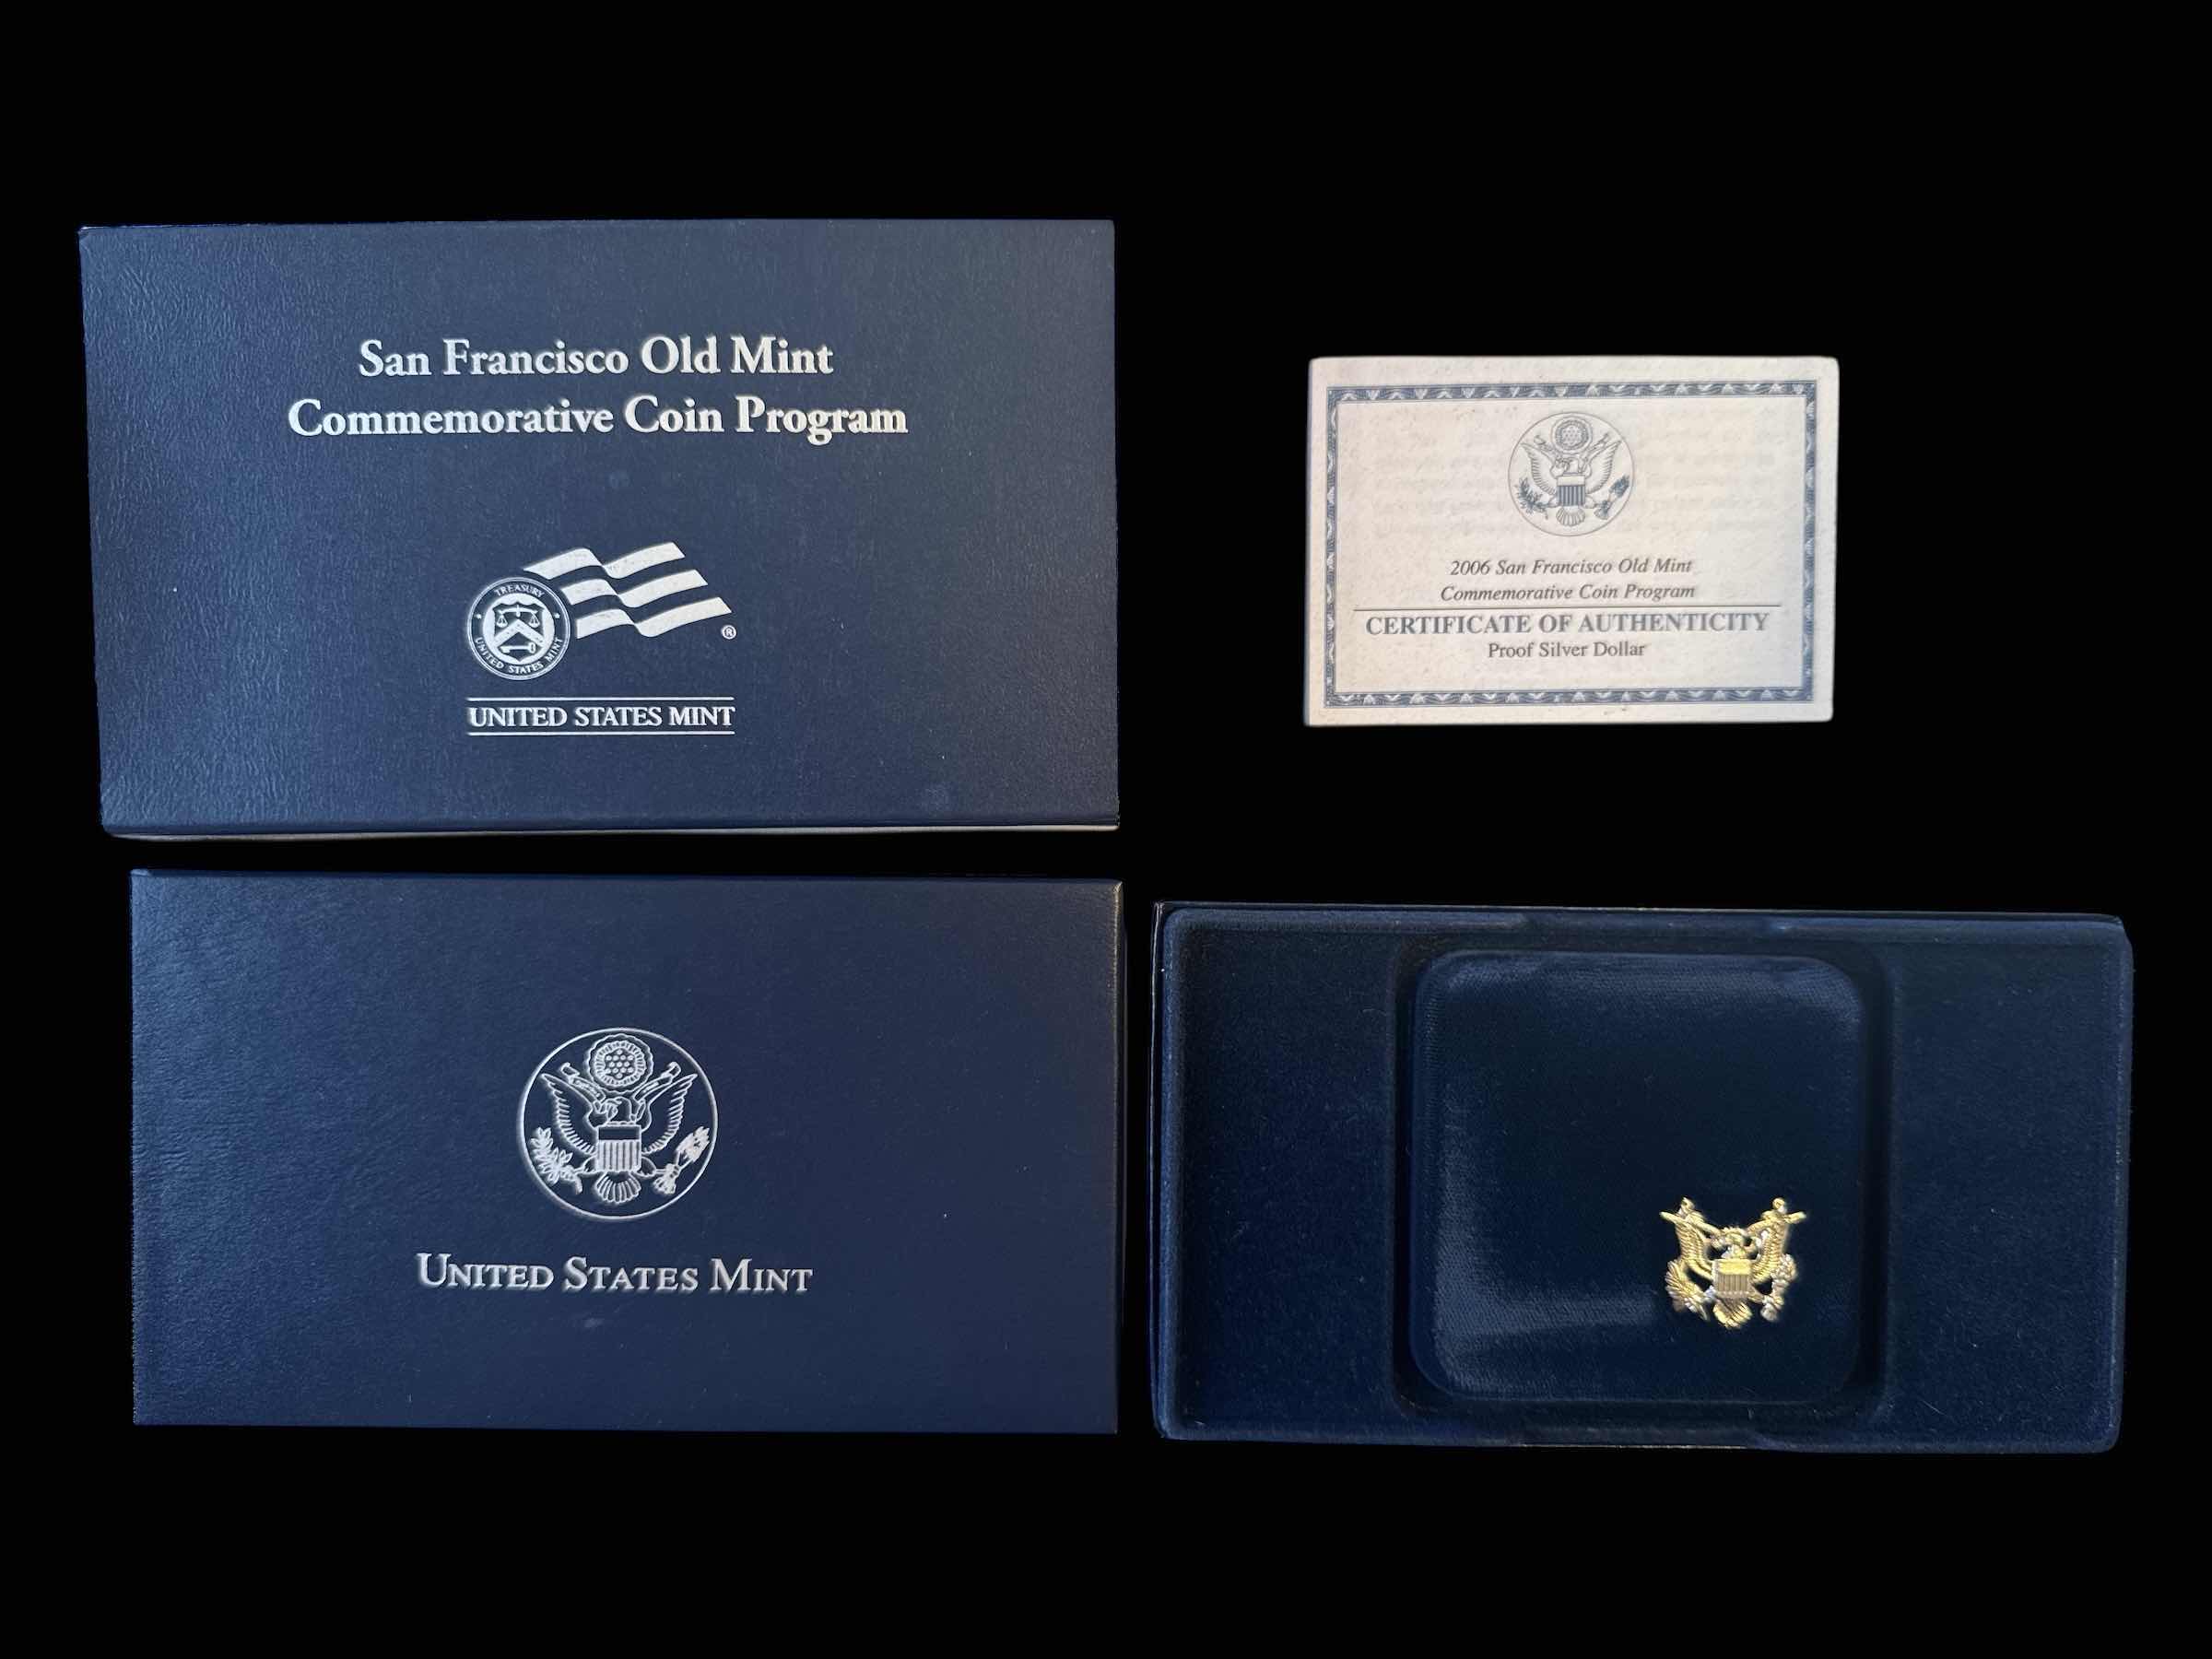 San Francisco Old Mint
Commemorative Coin Program
TREASURY
UNITED STATES MINT
®
UNITED STATES MINT
2006 San Francisco Old Mint
Commemorative Coin Program
CERTIFICATE OF AUTHENTICITY
Proof Silver Dollar
UNITED STATES MINT